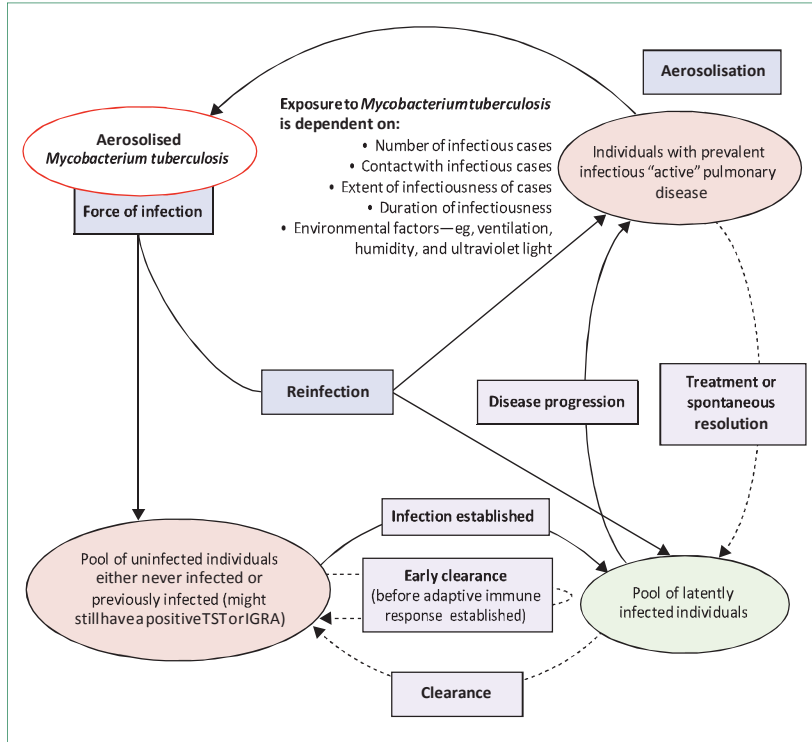 Aerosolisation
Exposure to Mycobacterium tuberculosis
is dependent on:
• Number of infectious cases
• Contact with infectious cases
• Extent of infectiousness of cases
• Duration of infectiousness
• Environmental factors—eg, ventilation,
humidity, and ultraviolet light
Aerosolised
Mycobacterium tuberculosis
Force of infection
Individuals with prevalent
infectious “active” pulmonary
disease
Reinfection
Disease progression
Treatment or
spontaneous
resolution
Infection established
Early clearance
(before adaptive immune
response established)
Pool of uninfected individuals
either never infected or
previously infected (might
still have a positive TST or IGRA)
Pool of latently
infected individuals
Clearance